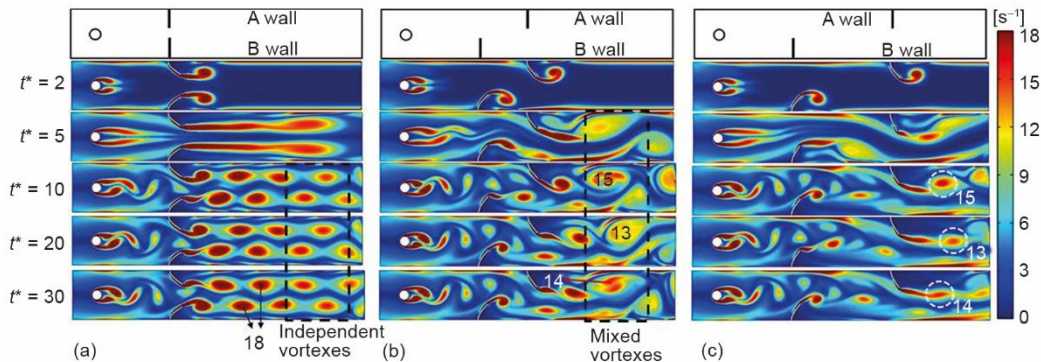 A wall
B wall
A wall
B wall
A wall
B wall
[s⁻¹]
18
15
12
9
6
3
0
t* = 2
t* = 5
t* = 10
15
15
t* = 20
13
13
t* = 30
14
14
18
Independent
vortexes
Mixed
vortexes
(a)
(b)
(c)